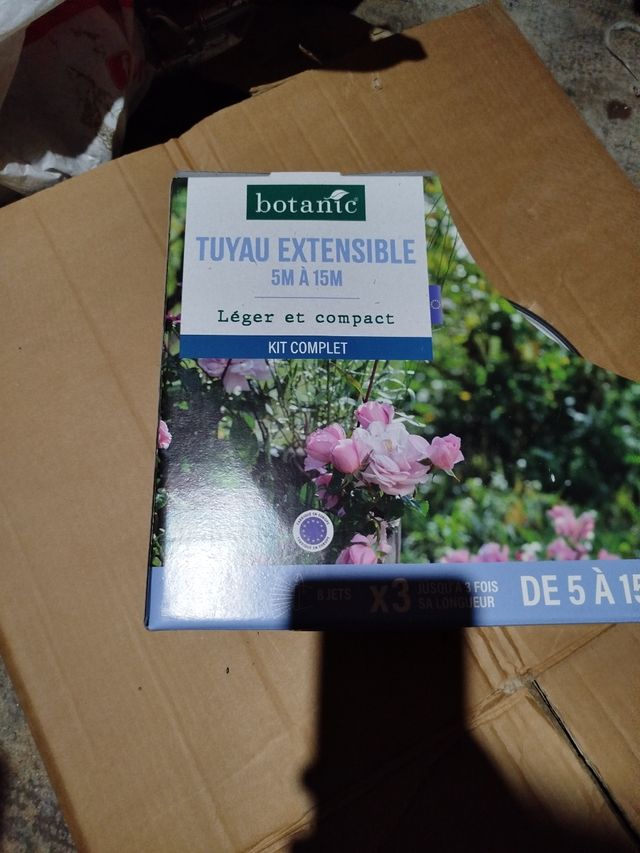 botanic
TUYAU EXTENSIBLE
5M À 15M
Léger et compact
KIT COMPLET
8 JETS
x3
JUSQU'À 3 FOIS
SA LONGUEUR
DE 5 À 15